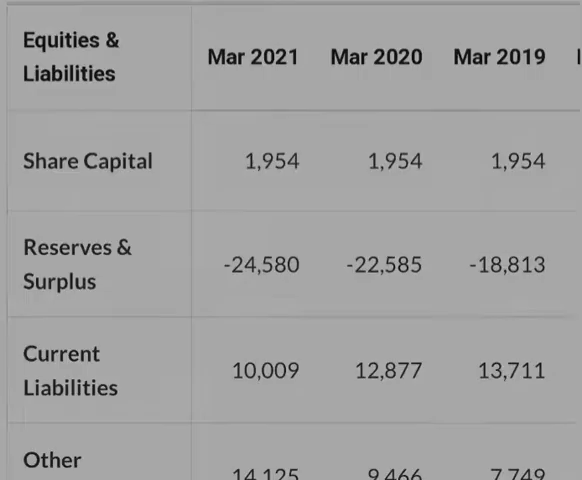 Equities & Liabilities Mar 2021 Mar 2020 Mar 2019
Share Capital 1,954 1,954 1,954
Reserves & Surplus -24,580 -22,585 -18,813
Current Liabilities 10,009 12,877 13,711
Other 14,125 9,466 7,749